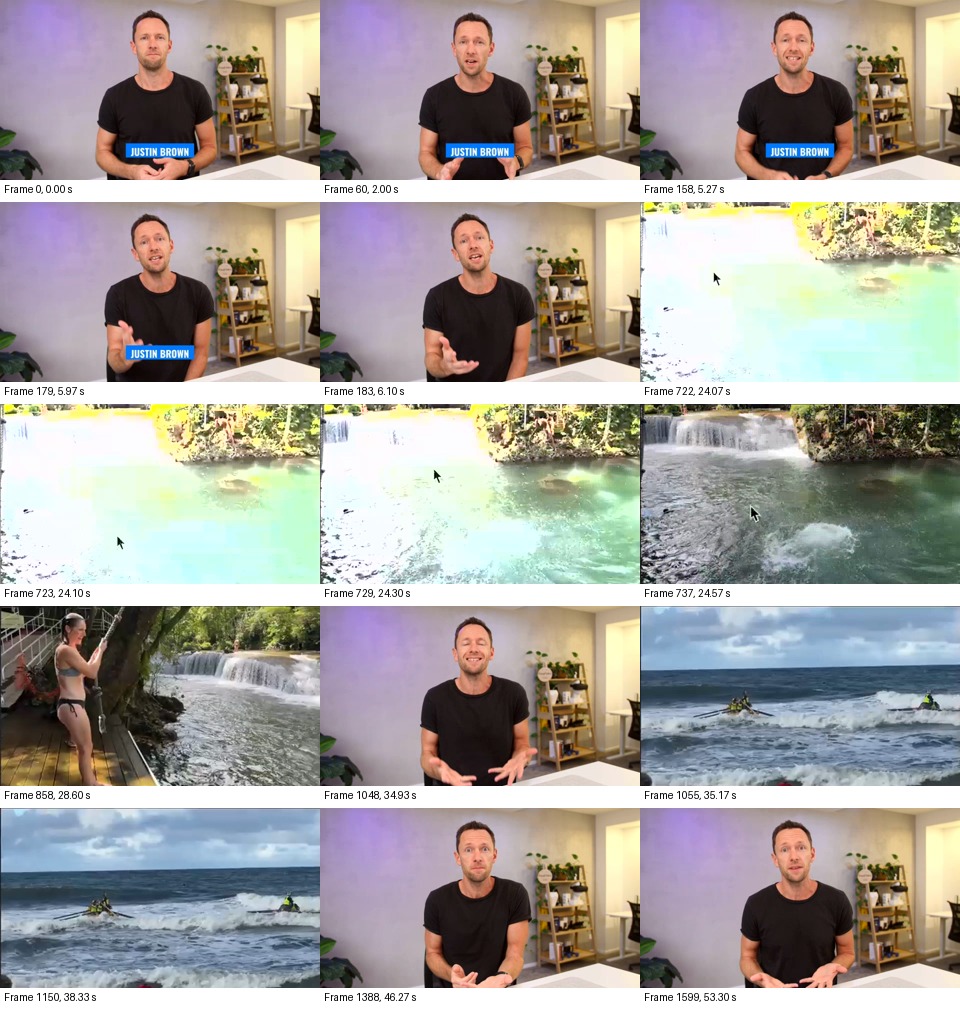 JUSTIN BROWN
JUSTIN BROWN
JUSTIN BROWN
Frame 0, 0.00 s
Frame 60, 2.00 s
Frame 158, 5.27 s
JUSTIN BROWN
Frame 179, 5.97 s
Frame 183, 6.10 s
Frame 722, 24.07 s
Frame 723, 24.10 s
Frame 729, 24.30 s
Frame 737, 24.57 s
Frame 858, 28.60 s
Frame 1048, 34.93 s
Frame 1055, 35.17 s
Frame 1150, 38.33 s
Frame 1388, 46.27 s
Frame 1599, 53.30 s